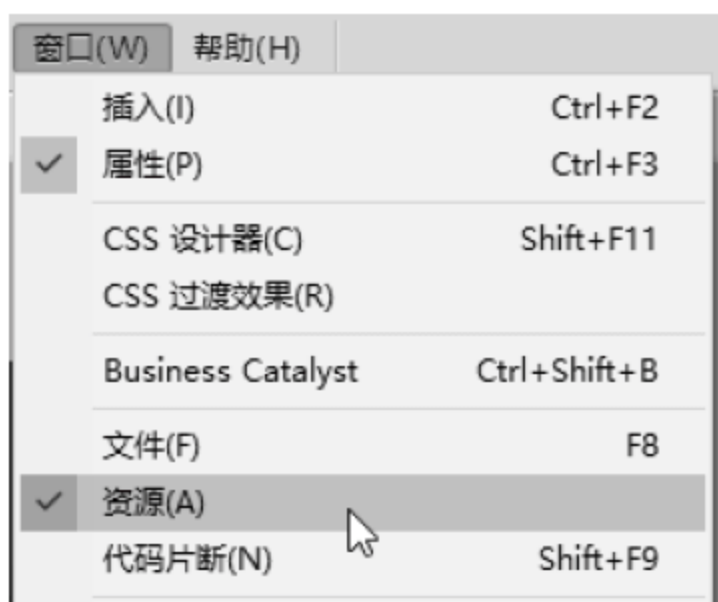 窗口(W) 帮助(H)
插入(I) Ctrl+F2
属性(P) Ctrl+F3
CSS 设计器(C) Shift+F11
CSS 过渡效果(R)
Business Catalyst Ctrl+Shift+B
文件(F) F8
资源(A)
代码片断(N) Shift+F9